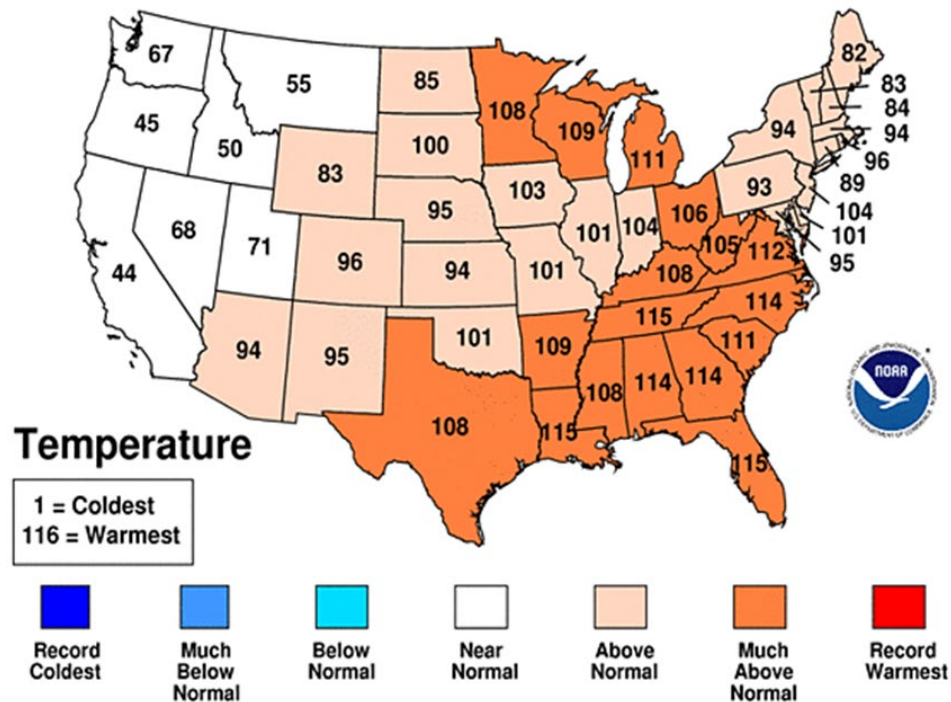 67
55
85
108
82
83
84
45
50
100
109
94
94
83
111
96
103
93
89
95
104
68
71
106
101
104
101
105
96
94
101
112
95
44
108
115
114
94
95
101
109
111
108
114
114
NOAA
108
115
115
Temperature
1 = Coldest
116 = Warmest
Record
Coldest
Much
Below
Normal
Below
Normal
Near
Normal
Above
Normal
Much
Above
Normal
Record
Warmest